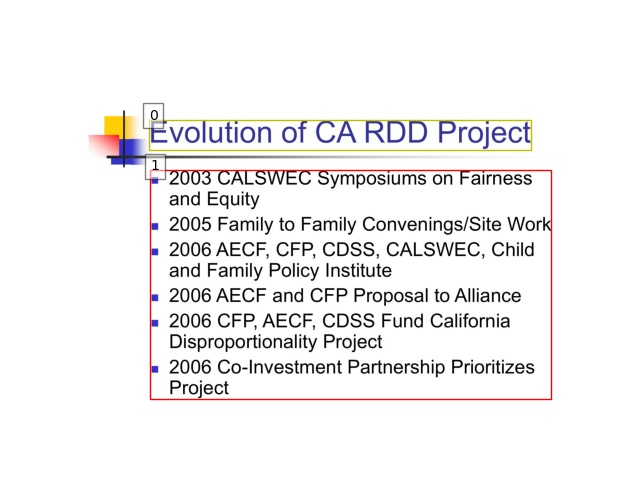 0
Evolution of CA RDD Project
1
2003 CALSWEC Symposiums on Fairness
and Equity
2005 Family to Family Convenings/Site Work
2006 AECF, CFP, CDSS, CALSWEC, Child
and Family Policy Institute
2006 AECF and CFP Proposal to Alliance
2006 CFP, AECF, CDSS Fund California
Disproportionality Project
2006 Co-Investment Partnership Prioritizes
Project